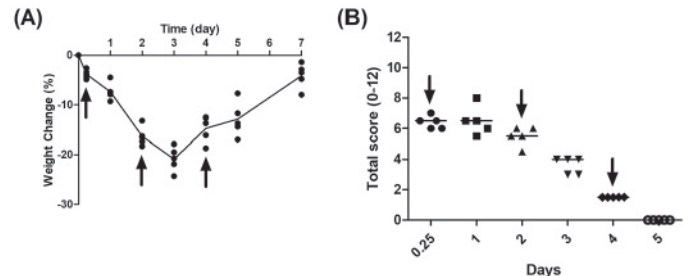 (A)
Time (day)
0 1 2 3 4 5 7
0
-10
-20
-30
Weight Change (%)
(B)
12
10
8
6
4
2
0
Total score (0-12)
0.25 1 2 3 4 5
Days